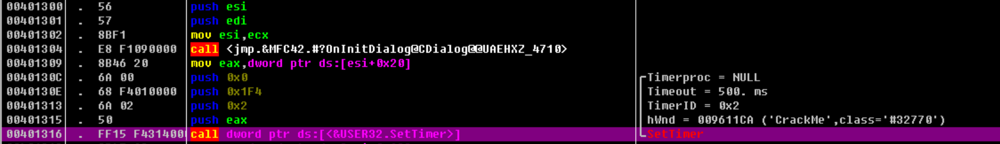 00401300 . 56 push esi
00401301 . 57 push edi
00401302 . 8BF1 mov esi,ecx
00401304 . E8 F1090000 call <jmp.&MFC42.#?OnInitDialog@CDialog@@UAEHXZ_4710>
00401309 . 8B46 20 mov eax,dword ptr ds:[esi+0x20]
0040130C . 6A 00 push 0x0 Timerproc = NULL
0040130E . 68 F4010000 push 0x1F4 Timeout = 500. ms
00401313 . 6A 02 push 0x2 TimerID = 0x2
00401315 . 50 push eax hWnd = 009611CA ('CrackMe',class='#32770')
00401316 . FF15 F431400 call dword ptr ds:[<&USER32.SetTimer>] SetTimer